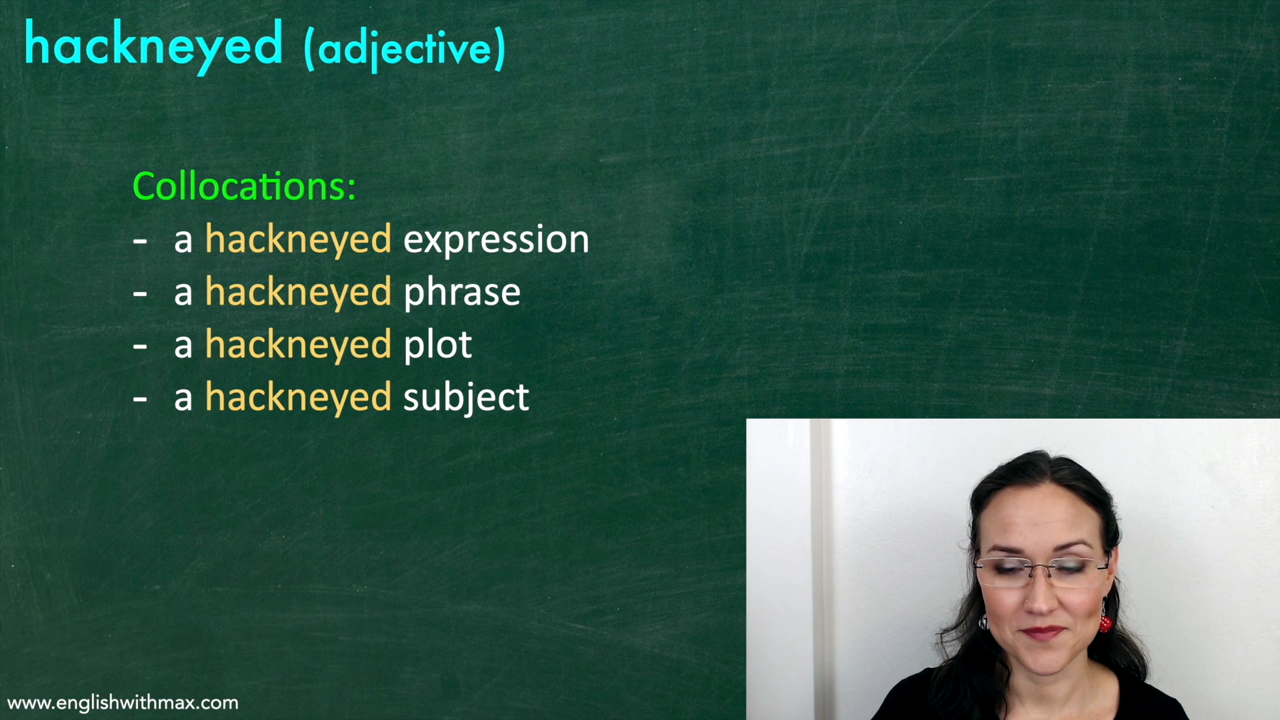 hackneyed (adjective)
Collocations:
- a hackneyed expression
- a hackneyed phrase
- a hackneyed plot
- a hackneyed subject
www.englishwithmax.com